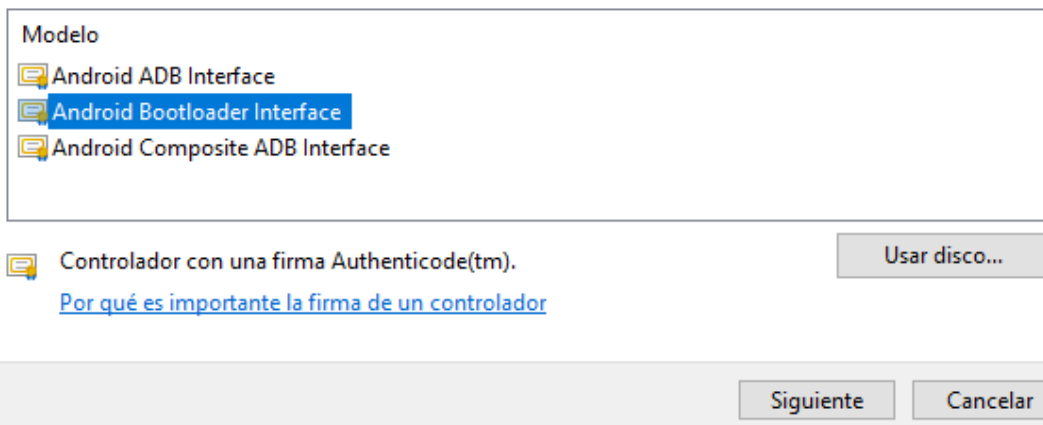 Modelo
Android ADB Interface
Android Bootloader Interface
Android Composite ADB Interface
Usar disco...
Controlador con una firma Authenticode(tm).
Por qué es importante la firma de un controlador
Siguiente
Cancelar